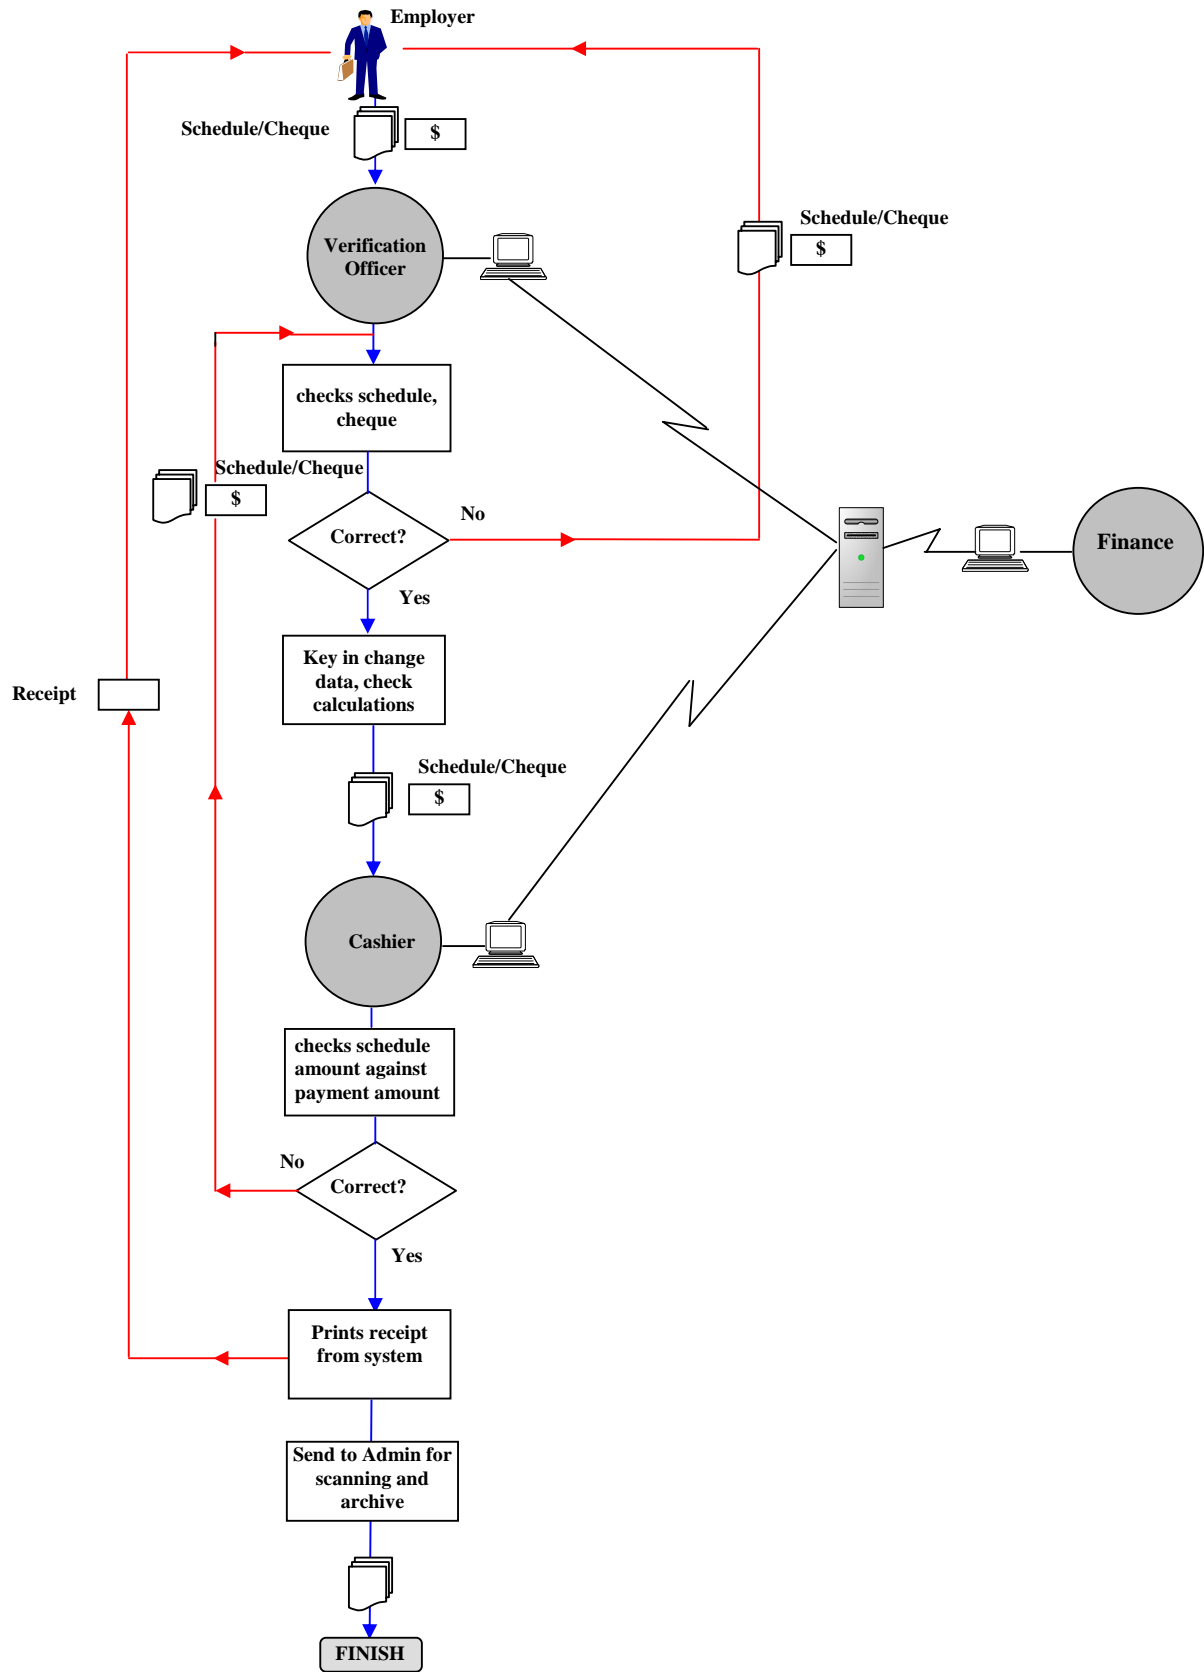 Employer
Schedule/Cheque
$
Schedule/Cheque
$
Verification
Officer
checks schedule,
cheque
Schedule/Cheque
$
Correct?
No
Finance
Yes
Key in change
data, check
calculations
Receipt
Schedule/Cheque
$
Cashier
checks schedule
amount against
payment amount
No
Correct?
Yes
Prints receipt
from system
Send to Admin for
scanning and
archive
FINISH